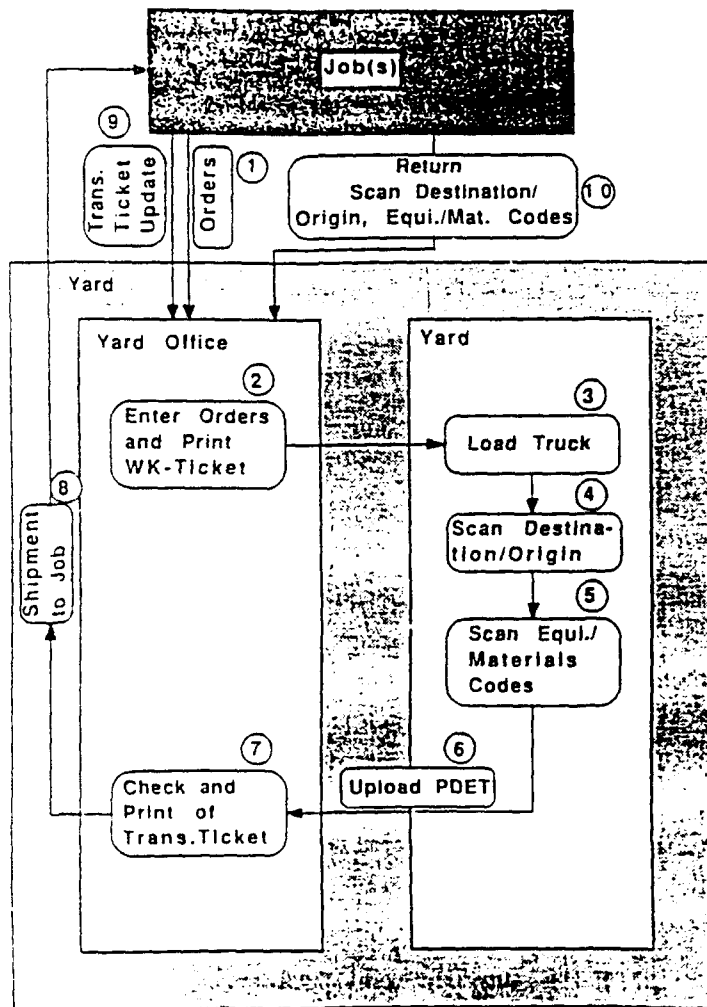 Job(s)
9
Trans.
Ticket
Update
1
Orders
Return
Scan Destination/
Origin, Equi./Mat. Codes
10
Yard
Yard Office
2
Enter Orders
and Print
WK-Ticket
Yard
3
Load Truck
4
Scan Destina-
tion/Origin
5
Scan Equi./
Materials
Codes
6
Upload PDET
7
Check and
Print of
Trans.Ticket
8
Shipment
to Job